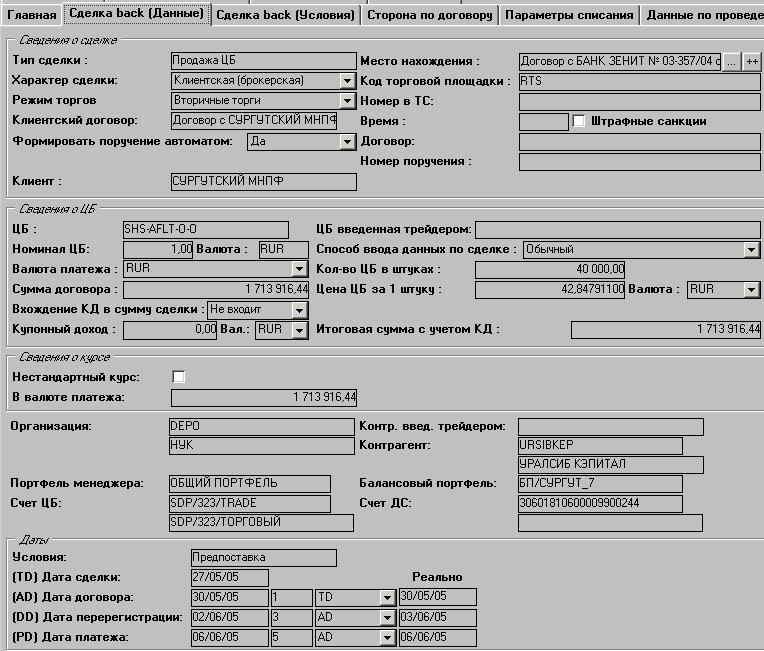 Главная Сделка back (Данные) Сделка back (Условия) Сторона по договору Параметры списания Данные по проведе
Сведения о сделке
Тип сделки : Продажа ЦБ Место нахождения : Договор с БАНК ЗЕНИТ № 03-357/04 с ... ++
Характер сделки: Клиентская (брокерская) Код торговой площадки : RTS
Режим торгов Вторичные торги Номер в ТС:
Клиентский договор: Договор с СУРГУТСКИЙ МНПФ Время : Штрафные санкции
Формировать поручение автоматом: Да Договор:
Номер поручения :
Клиент : СУРГУТСКИЙ МНПФ
Сведения о ЦБ
ЦБ : SHS-AFLT-O-O ЦБ введенная трейдером:
Номинал ЦБ: 1,00 Валюта : RUR Способ ввода данных по сделке : Обычный
Валюта платежа : RUR Кол-во ЦБ в штуках : 40 000,00
Сумма договора : 1 713 916,44 Цена ЦБ за 1 штуку : 42,84791100 Валюта : RUR
Вхождение КД в сумму сделки : Не входит
Купонный доход : 0,00 Вал.: RUR Итоговая сумма с учетом КД : 1 713 916,44
Сведения о курсе
Нестандартный курс:
В валюте платежа: 1 713 916,44
Организация: DEPO Контр. введ. трейдером:
НУК Контрагент: URSIBKEP
УРАЛСИБ КЭПИТАЛ
Портфель менеджера: ОБЩИЙ ПОРТФЕЛЬ Балансовый портфель: БП/СУРГУТ_7
Счет ЦБ: SDP/323/TRADE Счет ДС: 30601810600009900244
SDP/323/ТОРГОВЫЙ
Даты
Условия: Предпоставка
(TD) Дата сделки: 27/05/05 Реально
(AD) Дата договора: 30/05/05 1 TD 30/05/05
(DD) Дата перерегистрации: 02/06/05 3 AD 03/06/05
(PD) Дата платежа: 06/06/05 5 AD 06/06/05